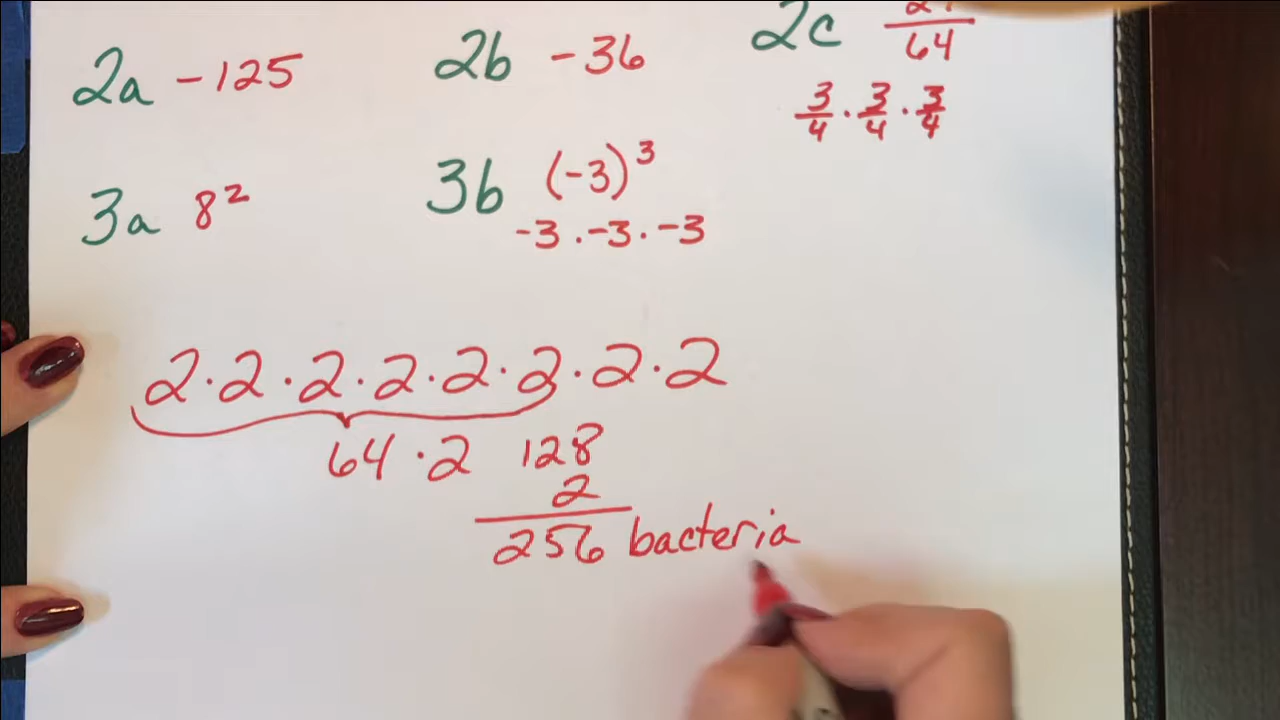 2a -125
2b -36
2c 27/64
3/4 · 3/4 · 3/4
3a 8²
3b (-3)³
-3 · -3 · -3
2 · 2 · 2 · 2 · 2 · 2 · 2 · 2
64 · 2
128
2
256 bacteria